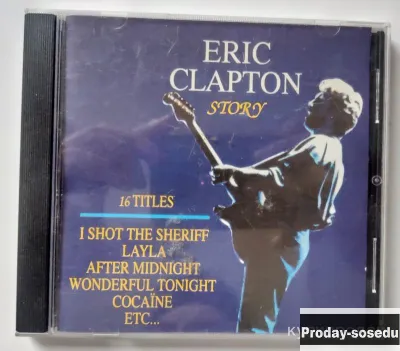 ERIC
CLAPTON
STORY
16 TITLES
I SHOT THE SHERIFF
LAYLA
AFTER MIDNIGHT
WONDERFUL TONIGHT
COCAÏNE
ETC...
Proday-sosedu